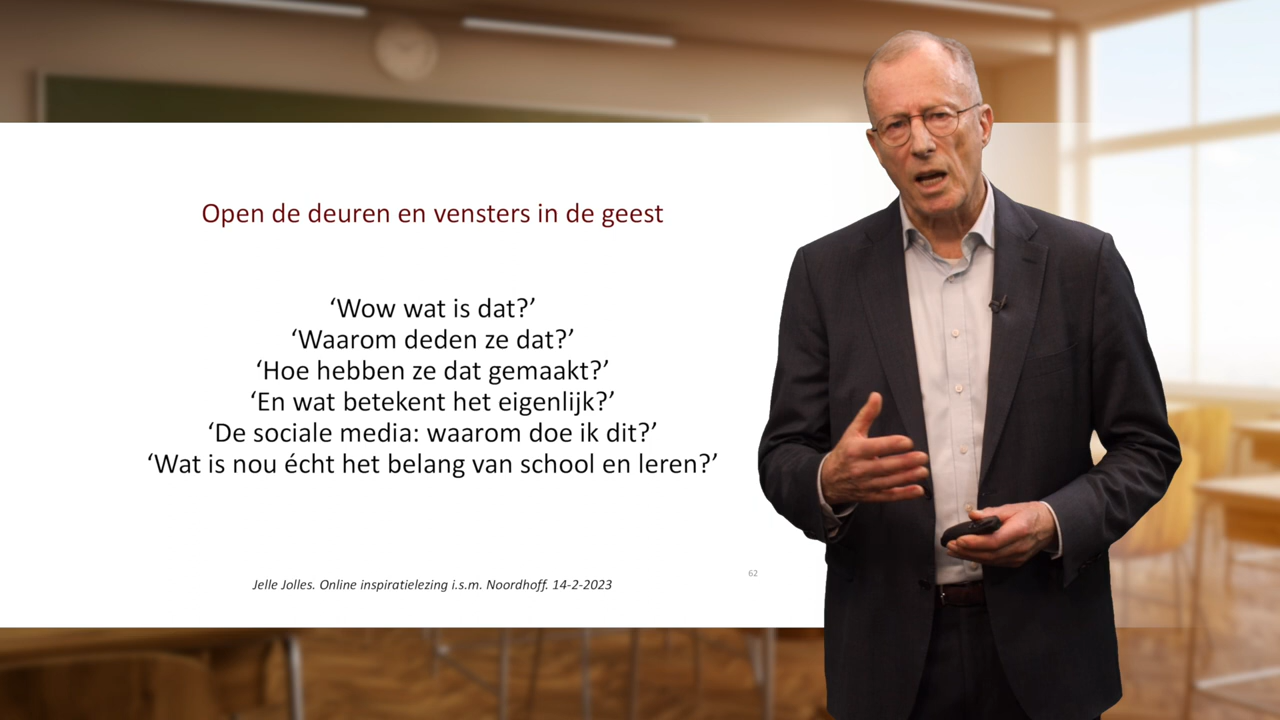 Open de deuren en vensters in de geest
‘Wow wat is dat?’
‘Waarom deden ze dat?’
‘Hoe hebben ze dat gemaakt?’
‘En wat betekent het eigenlijk?’
‘De sociale media: waarom doe ik dit?’
‘Wat is nou écht het belang van school en leren?’
Jelle Jolles. Online inspiratielezing i.s.m. Noordhoff. 14-2-2023
62